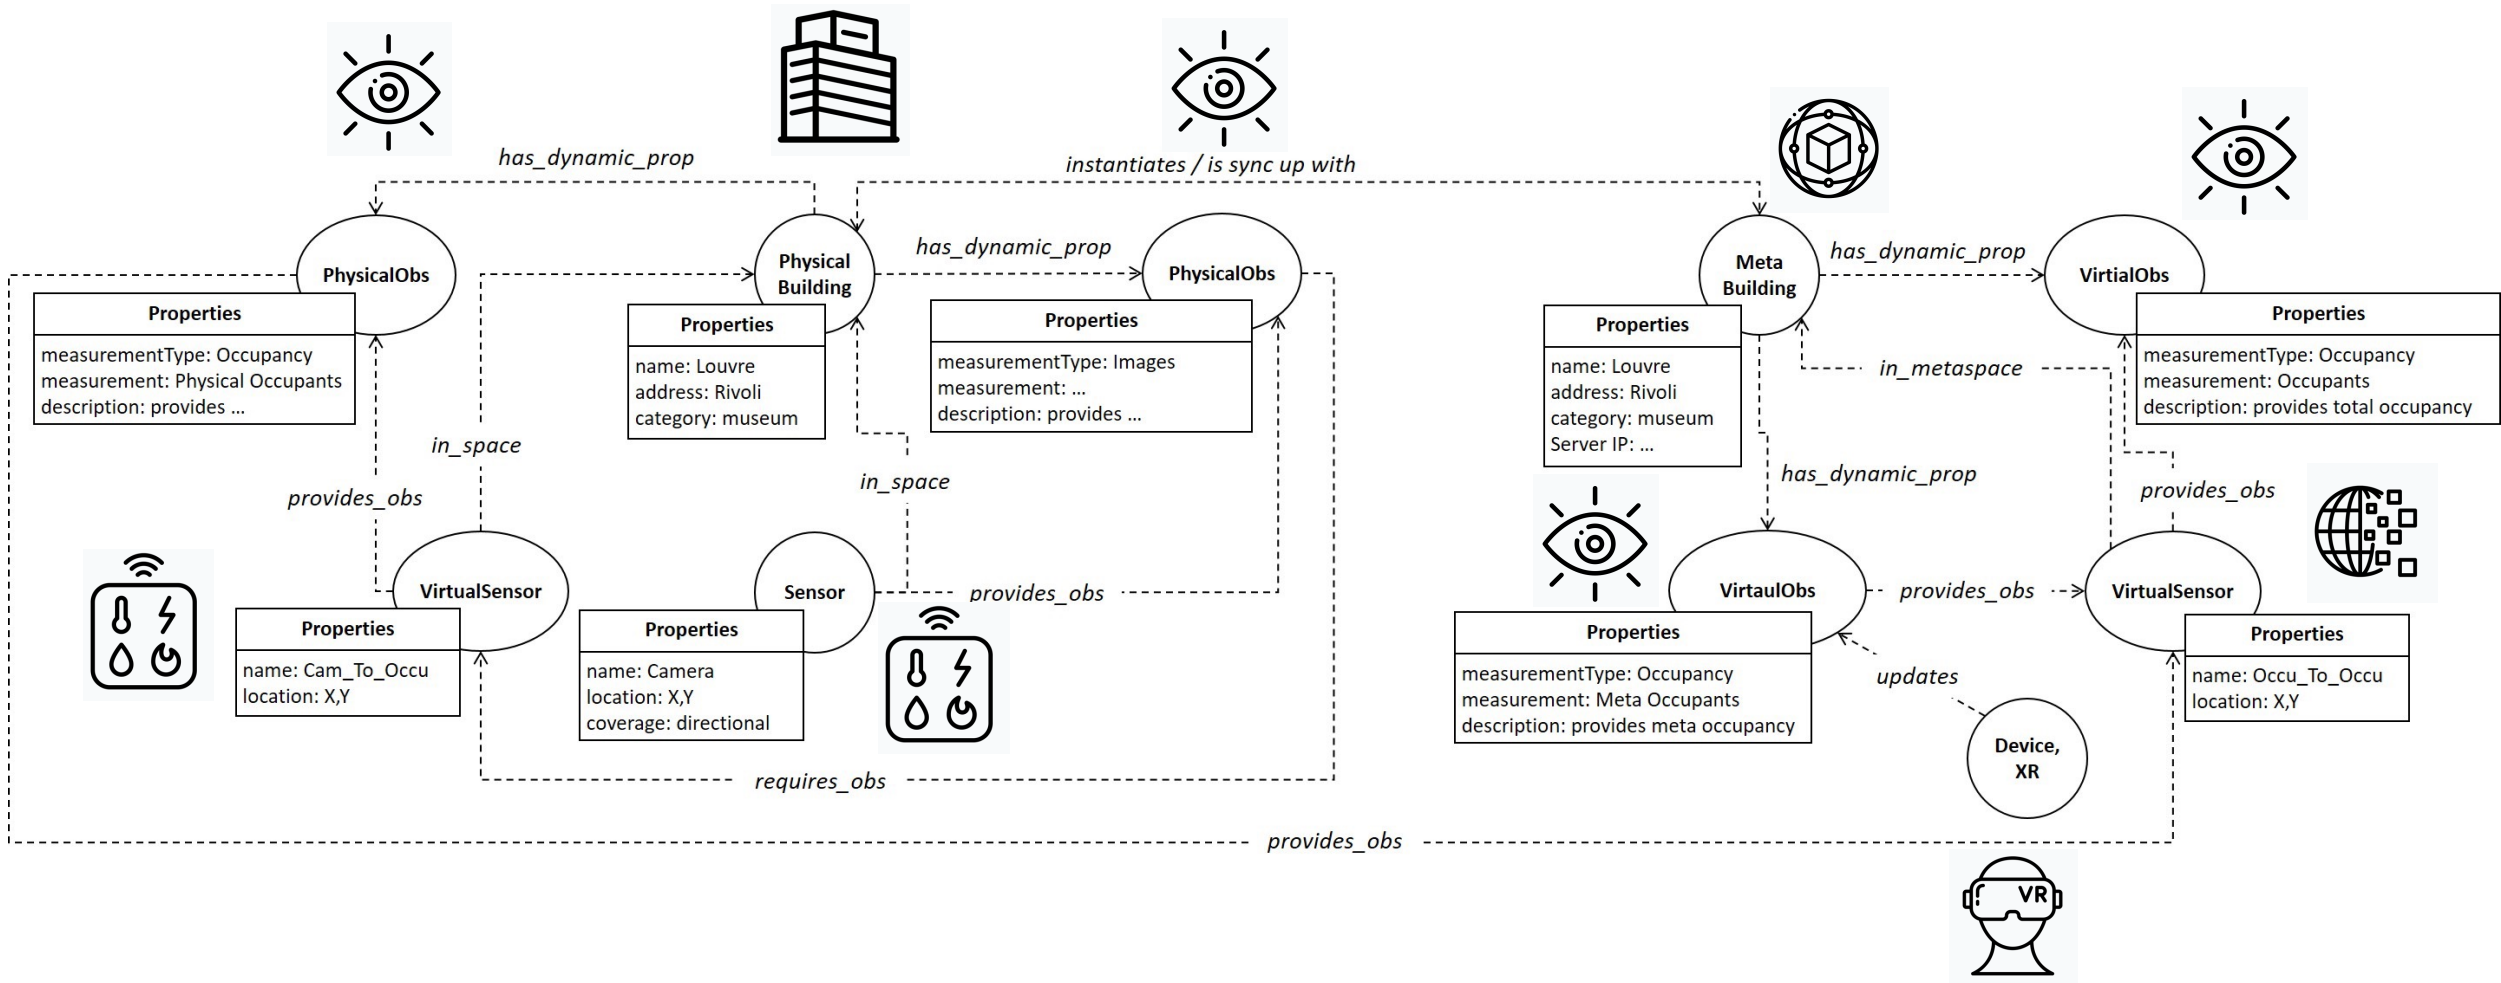 has_dynamic_prop
instantiates / is sync up with
PhysicalObs
Properties
measurementType: Occupancy
measurement: Physical Occupants
description: provides ...
Physical
Building
Properties
name: Louvre
address: Rivoli
category: museum
has_dynamic_prop
PhysicalObs
Properties
measurementType: Images
measurement: ...
description: provides ...
Meta
Building
Properties
name: Louvre
address: Rivoli
category: museum
Server IP: ...
has_dynamic_prop
VirtialObs
Properties
measurementType: Occupancy
measurement: Occupants
description: provides total occupancy
in_metaspace
in_space
provides_obs
in_space
has_dynamic_prop
provides_obs
VirtualSensor
Properties
name: Cam_To_Occu
location: X,Y
Sensor
Properties
name: Camera
location: X,Y
coverage: directional
provides_obs
VirtaulObs
Properties
measurementType: Occupancy
measurement: Meta Occupants
description: provides meta occupancy
provides_obs
VirtualSensor
Properties
name: Occu_To_Occu
location: X,Y
updates
Device,
XR
requires_obs
provides_obs
VR